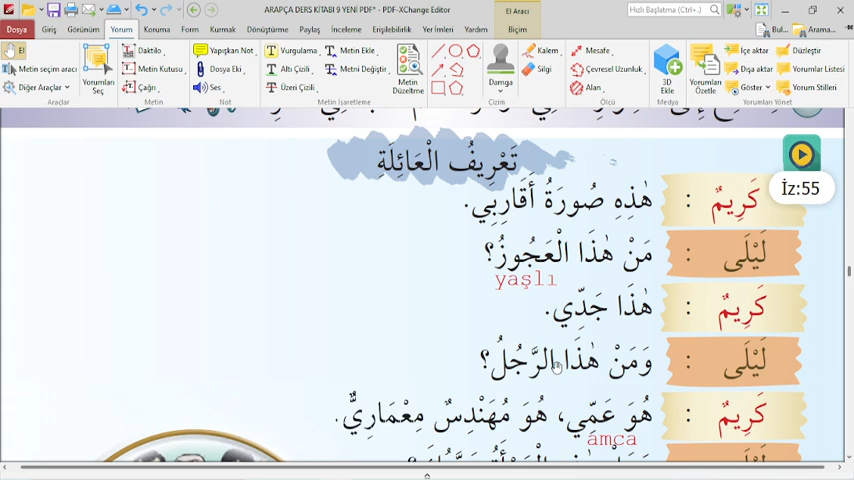 ARAPÇA DERS KİTABI 9 YENİ PDF* - PDF-XChange Editor
El Aracı
Hızlı Başlatma (Ctrl+.)
Dosya Giriş Görünüm Yorum Koruma Form Kurmak Dönüştürme Paylaş İnceleme Erişilebilirlik Yer İmleri Yardım Biçim Bul... Arama...
El
Metin seçim aracı
Diğer Araçlar
Araçlar
Yorumları Seç
Daktilo
Metin Kutusu
Çağrı
Metin
Yapışkan Not
Dosya Eki
Ses
Not
Vurgulama
Altı Çizili
Üzeri Çizili
Ekle
Metni Değiştir
Metin Düzeltme
Metin İşaretleme
Damga
Çizim
Kalem
Silgi
Mesafe
Çevresel Uzunluk
Alan
Ölçü
3D Ekle
Medya
Yorumları Özetle
İçe aktar
Dışa aktar
Göster
Düzleştir
Yorumlar Listesi
Yorum Stilleri
Yorumları Yönet
تَعْرِيفُ الْعَائِلَةِ
İz:55
كَرِيمٌ : هٰذِهِ صُورَةُ أَقَارِبِي.
لَيْلَى : مَنْ هٰذَا الْعَجُوزُ؟
yaşlı
كَرِيمٌ : هٰذَا جَدِّي.
لَيْلَى : وَمَنْ هٰذَا الرَّجُلُ؟
كَرِيمٌ : هُوَ عَمِّي، هُوَ مُهَنْدِسٌ مِعْمَارِيٌّ.
amca